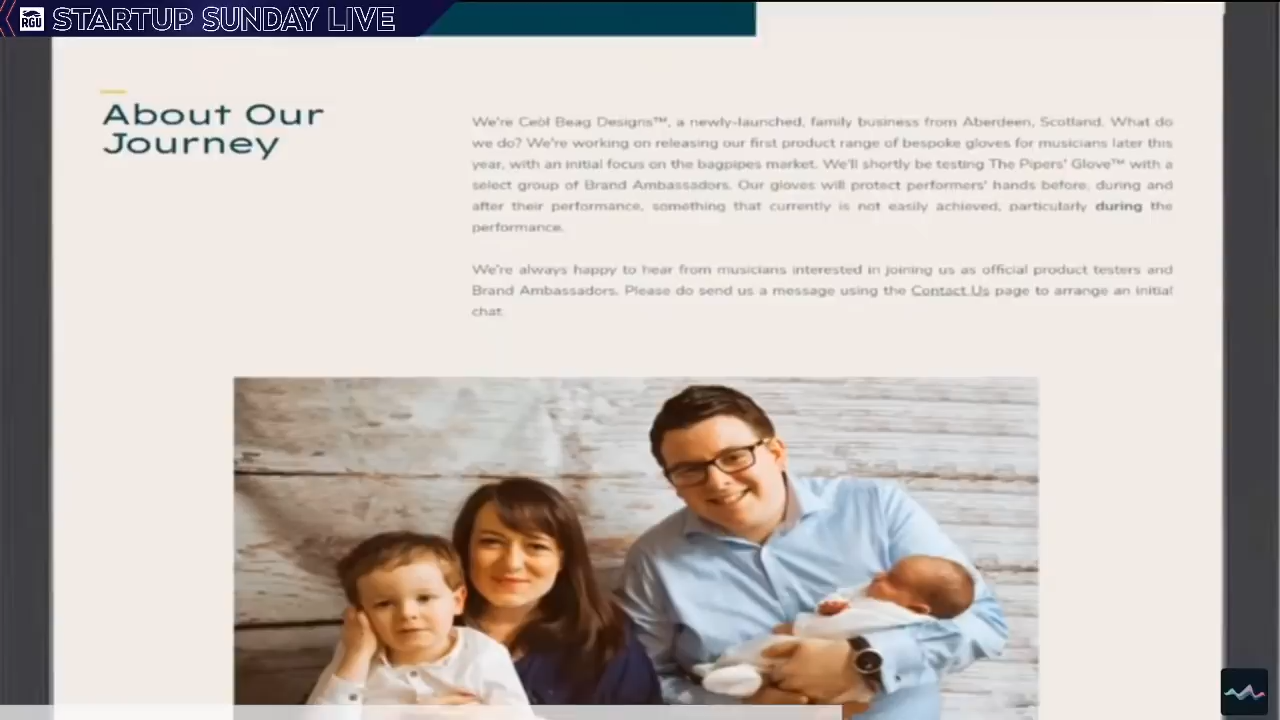 RGU STARTUP SUNDAY LIVE
About Our
Journey
We're Ceòl Beag Designs™, a newly-launched, family business from Aberdeen, Scotland. What do
we do? We're working on releasing our first product range of bespoke gloves for musicians later this
year, with an initial focus on the bagpipes market. We'll shortly be testing The Pipers' Glove™ with a
select group of Brand Ambassadors. Our gloves will protect performers' hands before, during and
after their performance, something that currently is not easily achieved, particularly during the
performance.
We're always happy to hear from musicians interested in joining us as official product testers and
Brand Ambassadors. Please do send us a message using the Contact Us page to arrange an initial
chat.